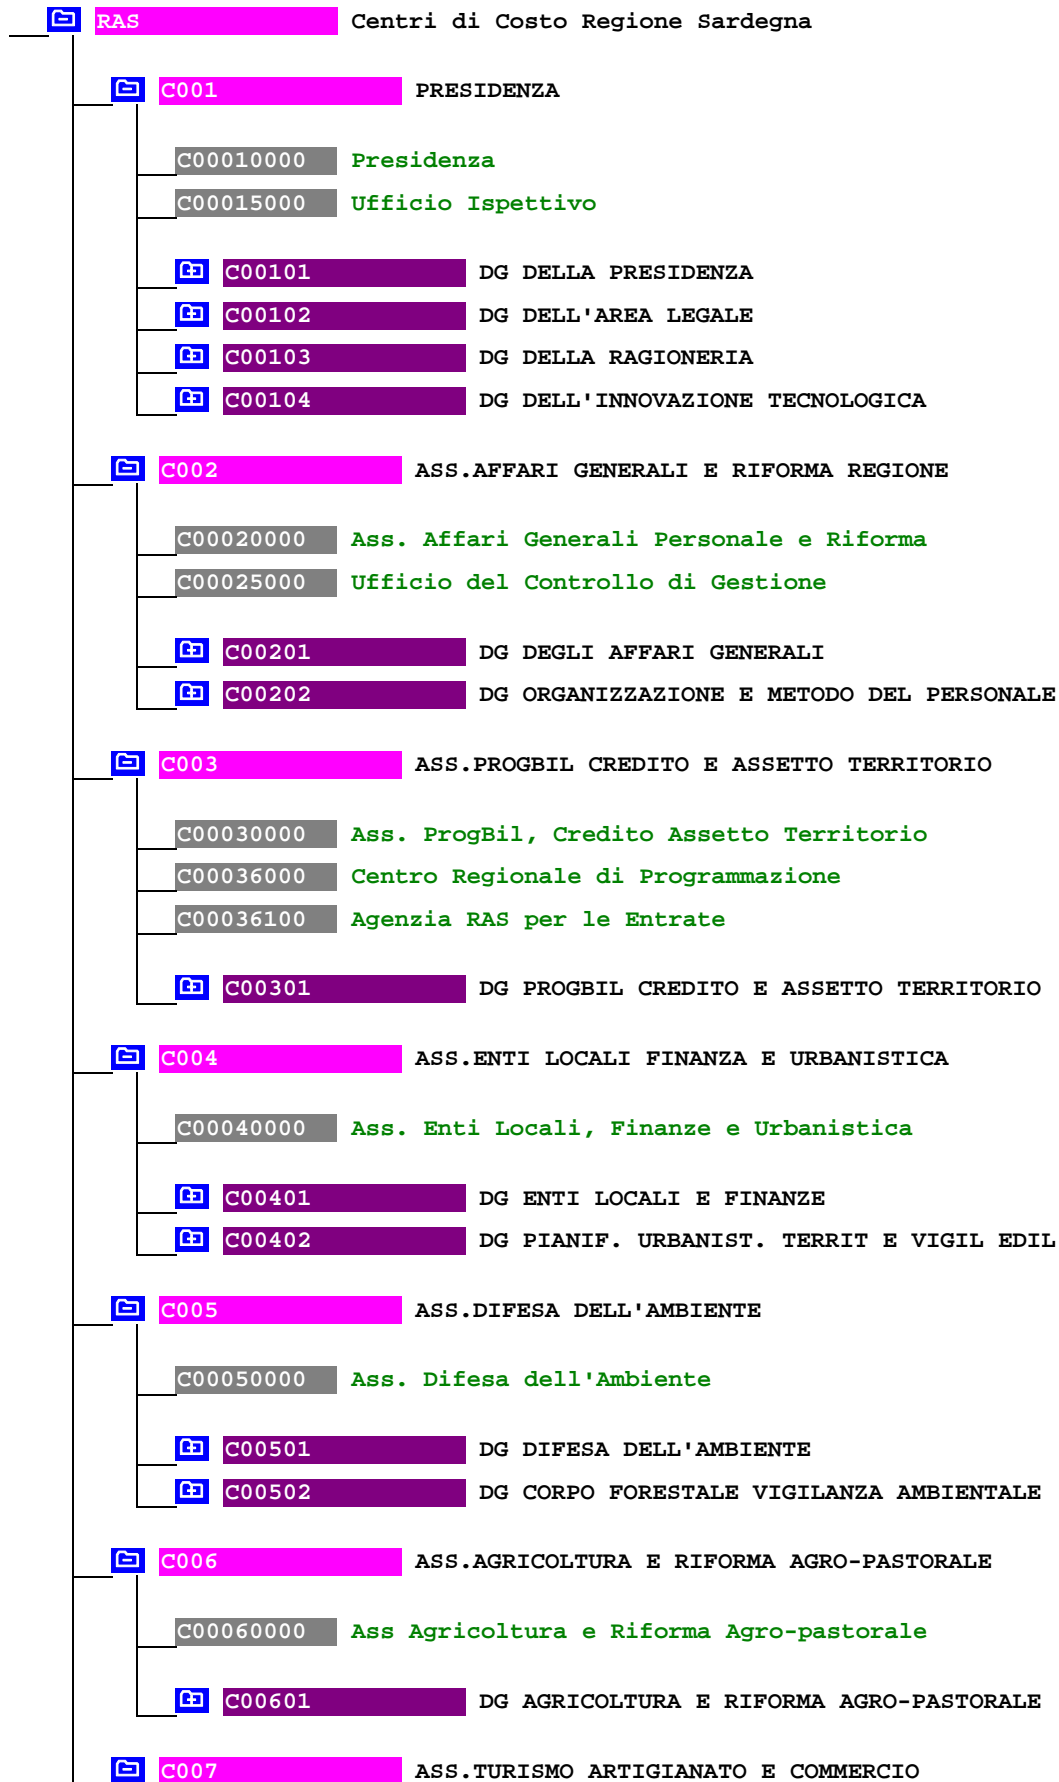 RAS Centri di Costo Regione Sardegna
C001 PRESIDENZA
C00010000 Presidenza
C00015000 Ufficio Ispettivo
C00101 DG DELLA PRESIDENZA
C00102 DG DELL'AREA LEGALE
C00103 DG DELLA RAGIONERIA
C00104 DG DELL'INNOVAZIONE TECNOLOGICA
C002 ASS.AFFARI GENERALI E RIFORMA REGIONE
C00020000 Ass. Affari Generali Personale e Riforma
C00025000 Ufficio del Controllo di Gestione
C00201 DG DEGLI AFFARI GENERALI
C00202 DG ORGANIZZAZIONE E METODO DEL PERSONALE
C003 ASS.PROGBIL CREDITO E ASSETTO TERRITORIO
C00030000 Ass. ProgBil, Credito Assetto Territorio
C00036000 Centro Regionale di Programmazione
C00036100 Agenzia RAS per le Entrate
C00301 DG PROGBIL CREDITO E ASSETTO TERRITORIO
C004 ASS.ENTI LOCALI FINANZA E URBANISTICA
C00040000 Ass. Enti Locali, Finanze e Urbanistica
C00401 DG ENTI LOCALI E FINANZE
C00402 DG PIANIF. URBANIST. TERRIT E VIGIL EDIL
C005 ASS.DIFESA DELL'AMBIENTE
C00050000 Ass. Difesa dell'Ambiente
C00501 DG DIFESA DELL'AMBIENTE
C00502 DG CORPO FORESTALE VIGILANZA AMBIENTALE
C006 ASS.AGRICOLTURA E RIFORMA AGRO-PASTORALE
C00060000 Ass Agricoltura e Riforma Agro-pastorale
C00601 DG AGRICOLTURA E RIFORMA AGRO-PASTORALE
C007 ASS.TURISMO ARTIGIANATO E COMMERCIO